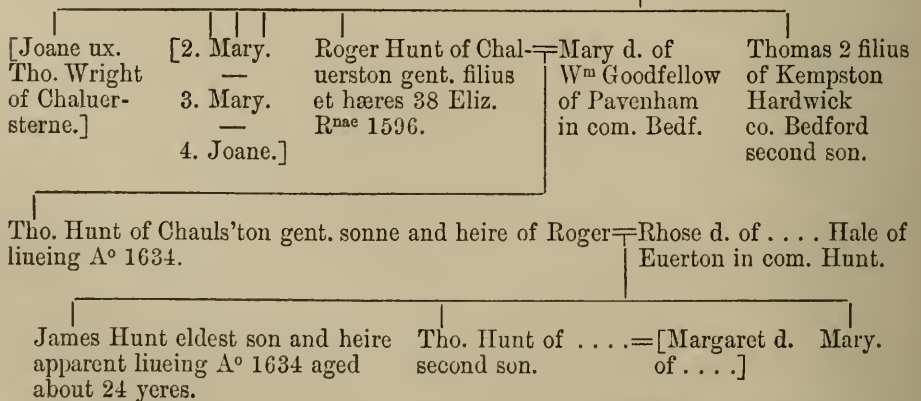 [Joane ux.
Tho. Wright
of Chaluer-
sterne.]
[2. Mary.
—
3. Mary.
—
4. Joane.]
Roger Hunt of Chal-
uerston gent. filius
et hæres 38 Eliz.
Rnae 1596.
=Mary d. of
Wm Goodfellow
of Pavenham
in com. Bedf.
Thomas 2 filius
of Kempston
Hardwick
co. Bedford
second son.
Tho. Hunt of Chauls'ton gent. sonne and heire of Roger=Rhose d. of . . . . Hale of
liueing Ao 1634.
Euerton in com. Hunt.
James Hunt eldest son and heire
apparent liueing Ao 1634 aged
about 24 yeres.
Tho. Hunt of . . . .=[Margaret d.
second son.
of . . . .]
Mary.